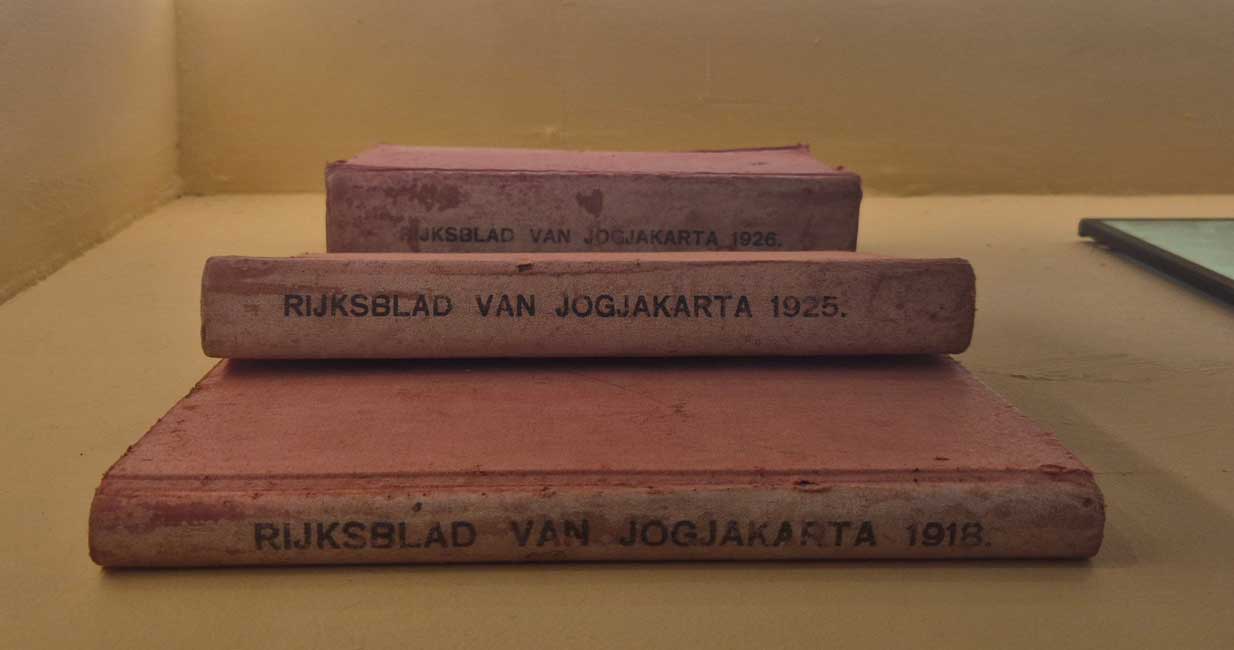 RIJKSBLAD VAN JOGJAKARTA 1926.
RIJKSBLAD VAN JOGJAKARTA 1925.
RIJKSBLAD VAN JOGJAKARTA 1918.